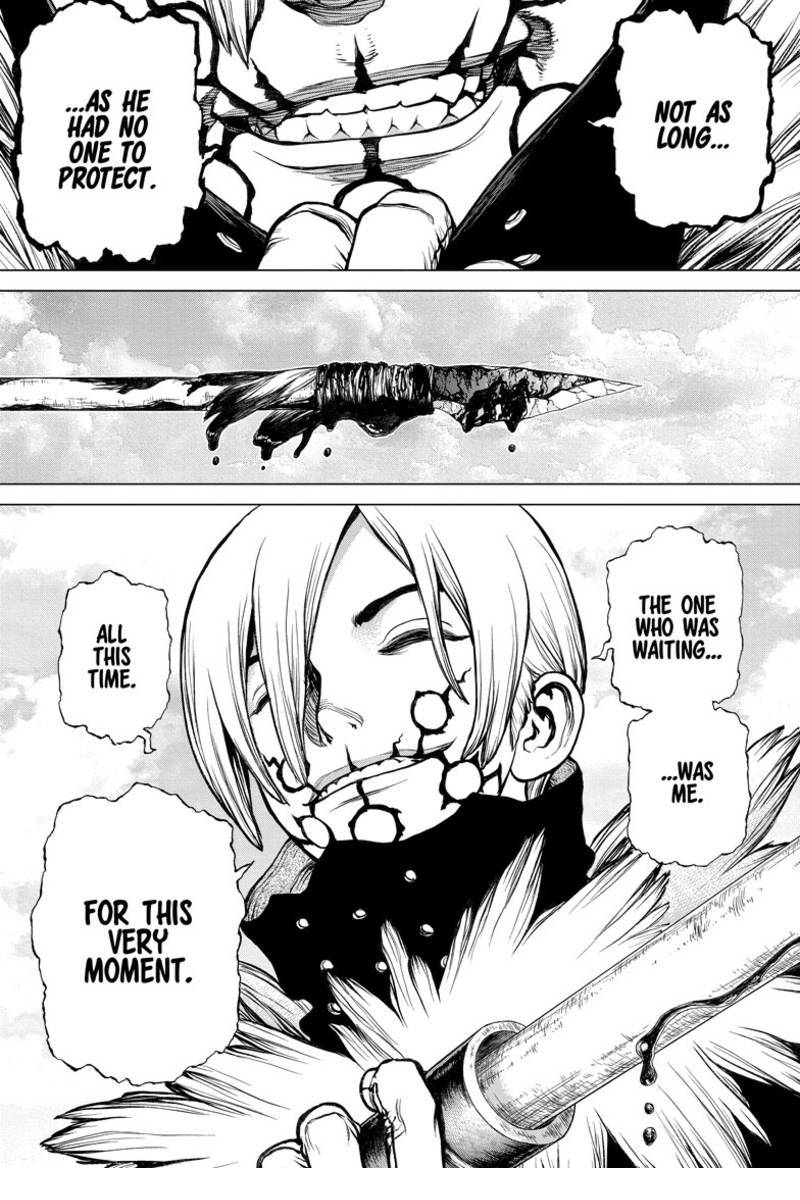 NOT AS
LONG...
...AS HE
HAD NO
ONE TO
PROTECT.
THE ONE
WHO WAS
WAITING...
...WAS
ME.
ALL
THIS
TIME.
FOR THIS
VERY
MOMENT.